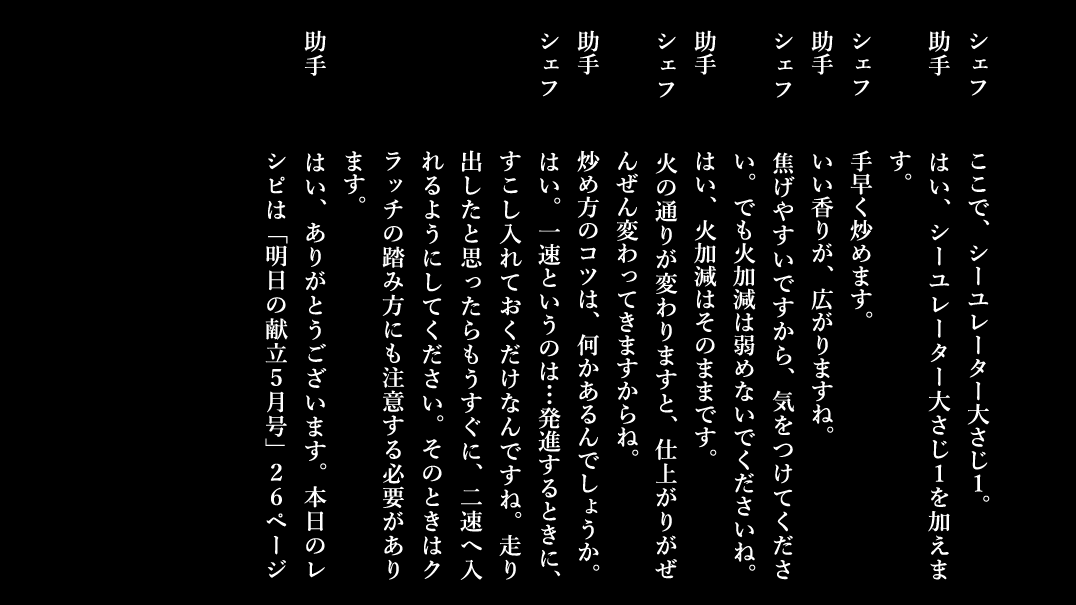 シェフ　ここで、シーユレーター大さじ1。
助手　はい、シーユレーター大さじ1を加えま
す。
シェフ　手早く炒めます。
助手　いい香りが、広がりますね。
シェフ　焦げやすいですから、気をつけてくださ
い。でも火加減は弱めないでくださいね。
助手　はい、火加減はそのままです。
シェフ　火の通りが変わりますと、仕上がりがぜ
んぜん変わってきますからね。
助手　炒め方のコツは、何かあるんでしょうか。
シェフ　はい。一速というのは…発進するときに、
すこし入れておくだけなんですね。走り
出したと思ったらもうすぐに、二速へ入
れるようにしてください。そのときはク
ラッチの踏み方にも注意する必要があり
ます。
助手　はい、ありがとうございます。本日のレ
シピは「明日の献立5月号」26ページ